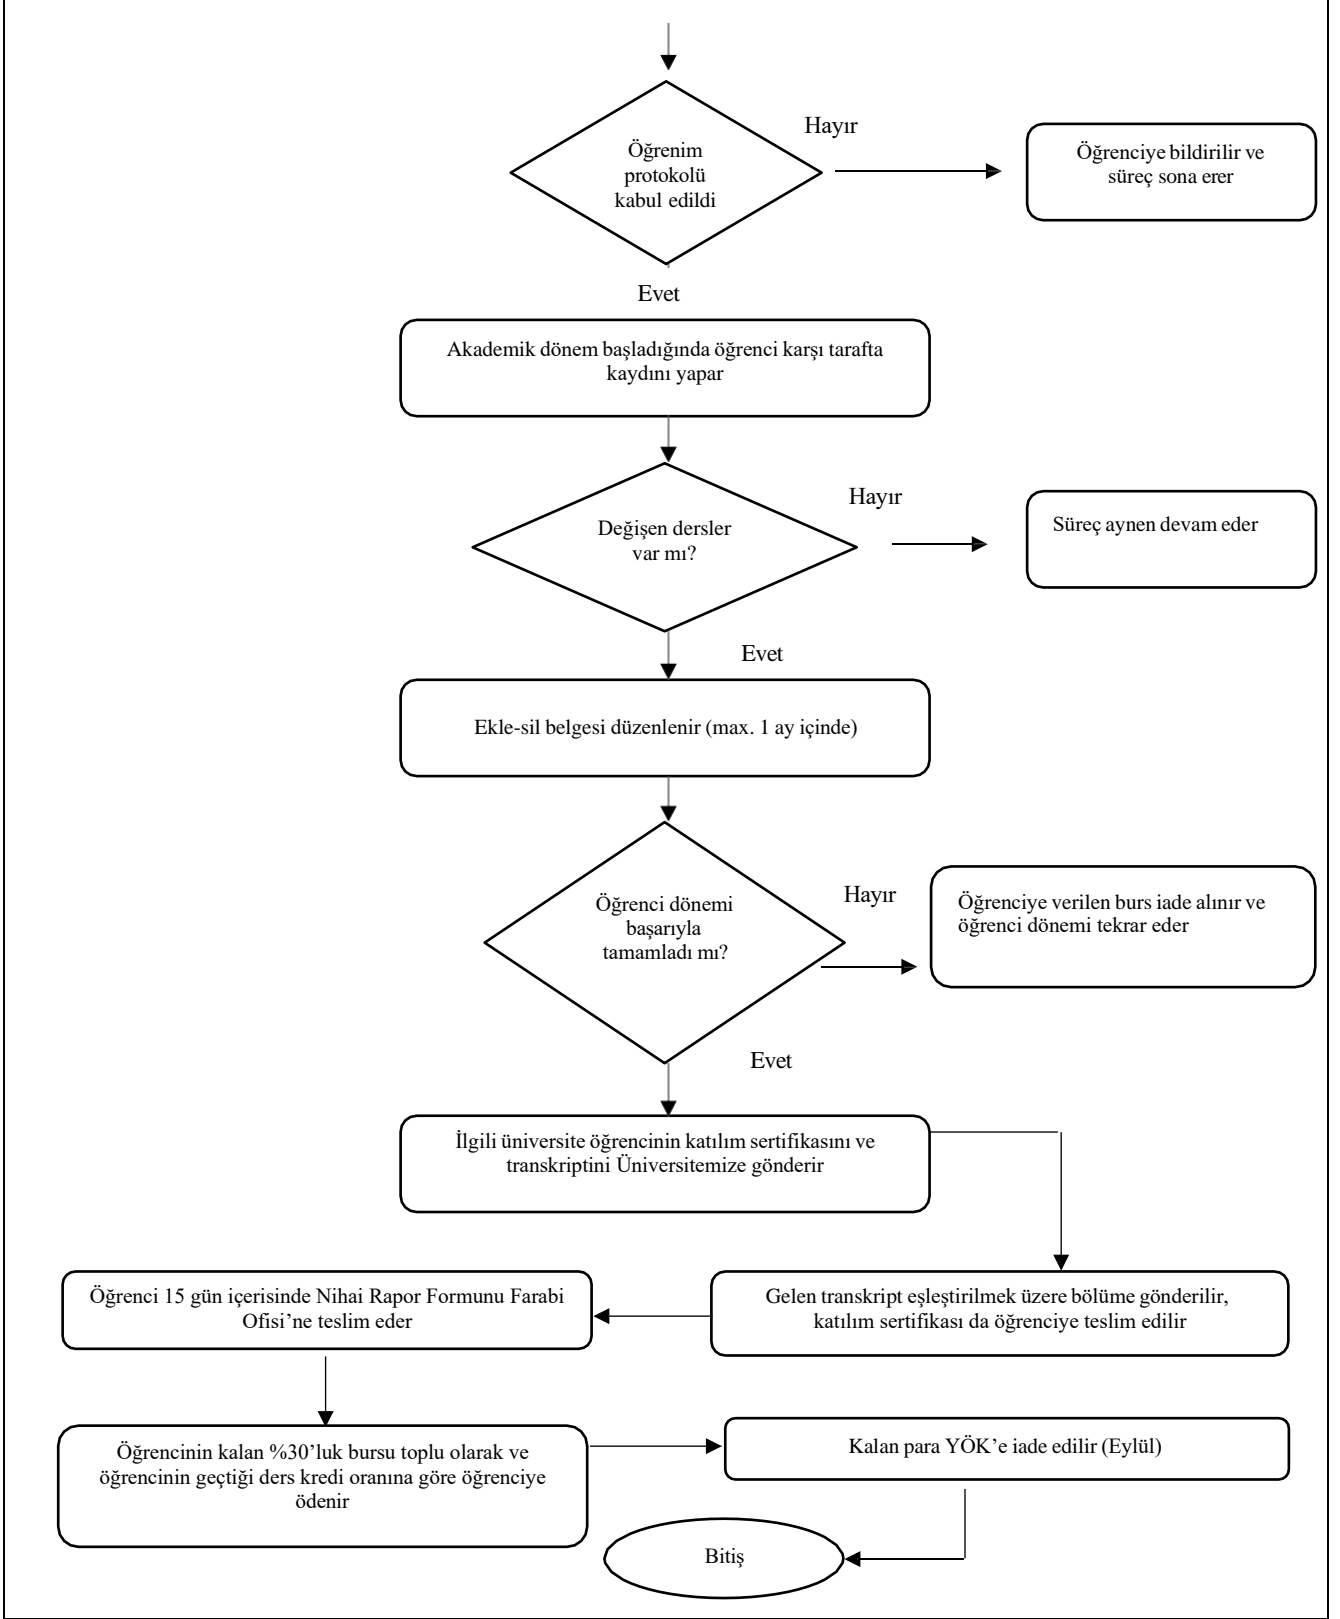 Hayır
Öğrenim
protokolü
kabul edildi
Öğrenciye bildirilir ve
süreç sona erer
Evet
Akademik dönem başladığında öğrenci karşı tarafta
kaydını yapar
Hayır
Değişen dersler
var mı?
Süreç aynen devam eder
Evet
Ekle-sil belgesi düzenlenir (max. 1 ay içinde)
Hayır
Öğrenci dönemi
başarıyla
tamamladı mı?
Öğrenciye verilen burs iade alınır ve
öğrenci dönemi tekrar eder
Evet
İlgili üniversite öğrencinin katılım sertifikasını ve
transkriptini Üniversitemize gönderir
Gelen transkript eşleştirilmek üzere bölüme gönderilir,
katılım sertifikası da öğrenciye teslim edilir
Öğrenci 15 gün içerisinde Nihai Rapor Formunu Farabi
Ofisi’ne teslim eder
Öğrencinin kalan %30’luk bursu toplu olarak ve
öğrencinin geçtiği ders kredi oranına göre öğrenciye
ödenir
Kalan para YÖK’e iade edilir (Eylül)
Bitiş